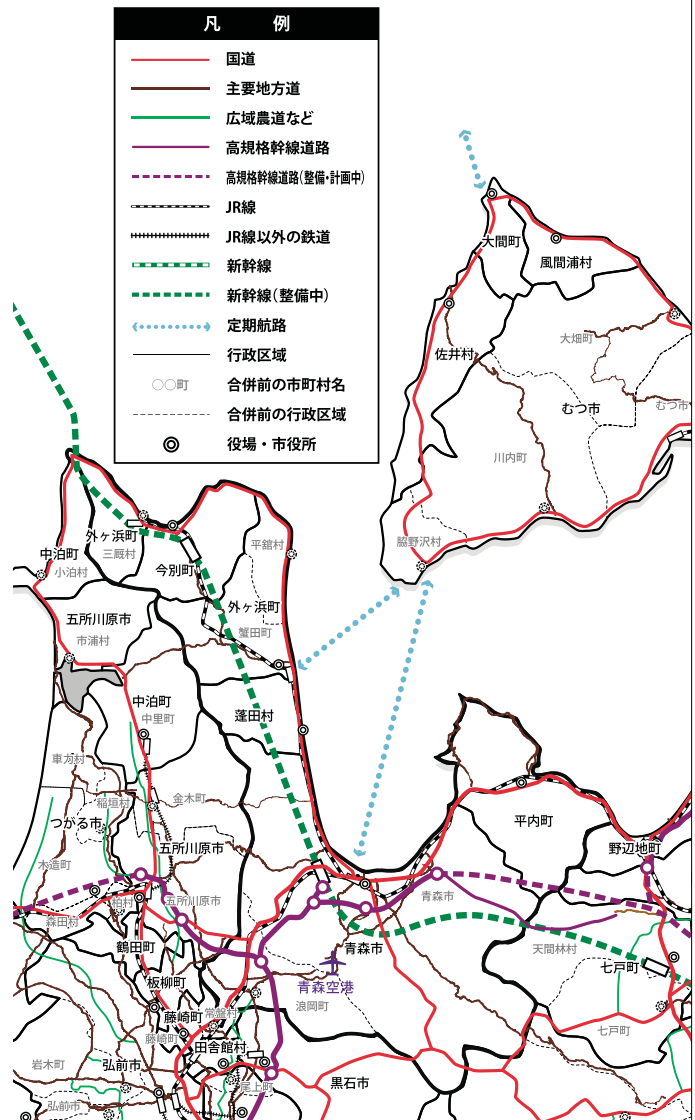 凡 例
国道
主要地方道
広域農道など
高規格幹線道路
高規格幹線道路(整備・計画中)
JR線
JR線以外の鉄道
新幹線
新幹線(整備中)
定期航路
行政区域
○○町 合併前の市町村名
合併前の行政区域
役場・市役所
大間町
風間浦村
大畑町
佐井村
むつ市
むつ市
川内町
脇野沢村
外ヶ浜町
三厩村
中泊町
小泊村
今別町
平舘村
外ヶ浜町
蟹田町
五所川原市
市浦村
中泊町
中里町
蓬田村
車力村
稲垣村
金木町
つがる市
五所川原市
木造町
平内町
野辺地町
柏村
五所川原市
青森市
森田村
鶴田町
青森市
天間林村
七戸町
板柳町
青森空港
浪岡町
藤崎町
常盤村
藤崎町
七戸町
田舎館村
岩木町
弘前市
尾上町
黒石市
弘前市